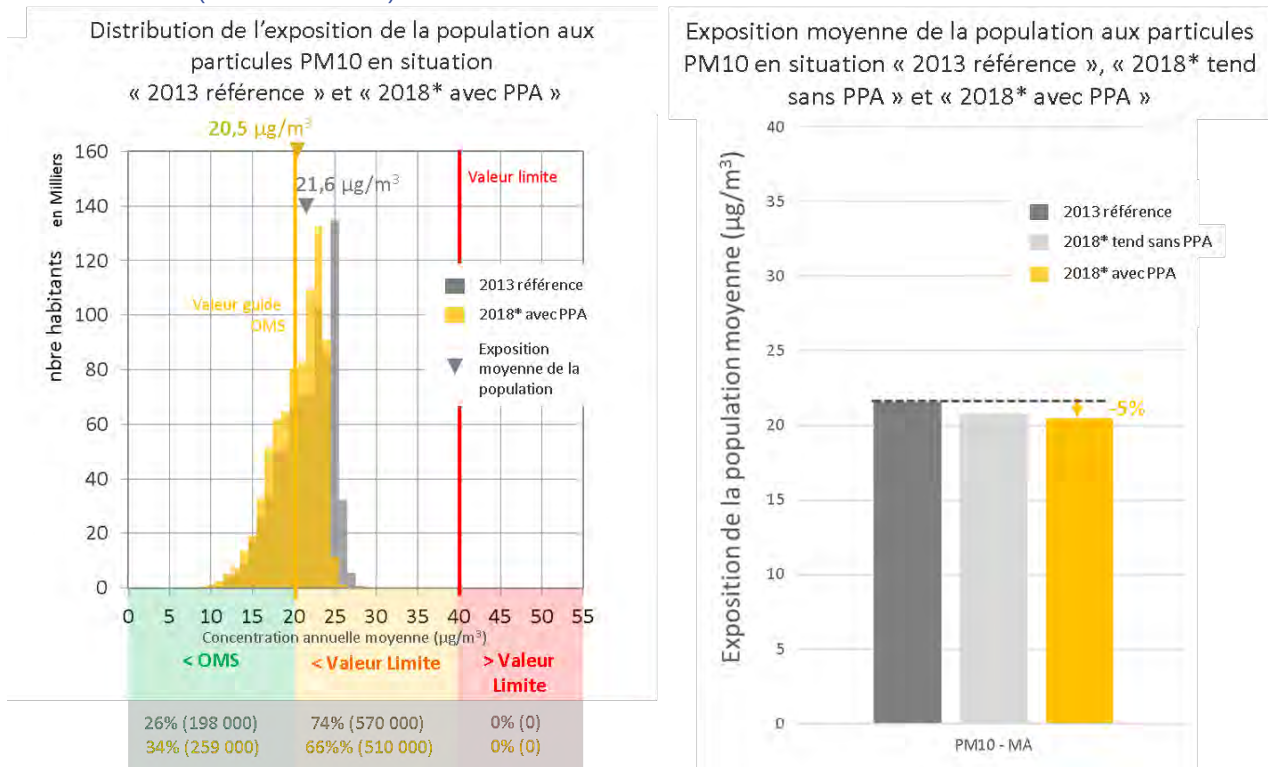 Distribution de l'exposition de la population aux
particules PM10 en situation
« 2013 référence » et « 2018* avec PPA »
20,5 µg/m³
160
140
120
100
80
60
40
20
0
nbre habitants en Milliers
21,6 µg/m³
Valeur limite
Valeur guide
OMS
2013 référence
2018* avec PPA
Exposition
moyenne de la
population
0 5 10 15 20 25 30 35 40 45 50 55
Concentration annuelle moyenne (µg/m³)
< OMS
< Valeur Limite
> Valeur
Limite
26% (198 000) 74% (570 000) 0% (0)
34% (259 000) 66%% (510 000) 0% (0)
Exposition moyenne de la population aux particules
PM10 en situation « 2013 référence », « 2018* tend
sans PPA » et « 2018* avec PPA »
Exposition de la population moyenne (µg/m³)
40
35
30
25
20
15
10
5
0
2013 référence
2018* tend sans PPA
2018* avec PPA
-5%
PM10 - MA